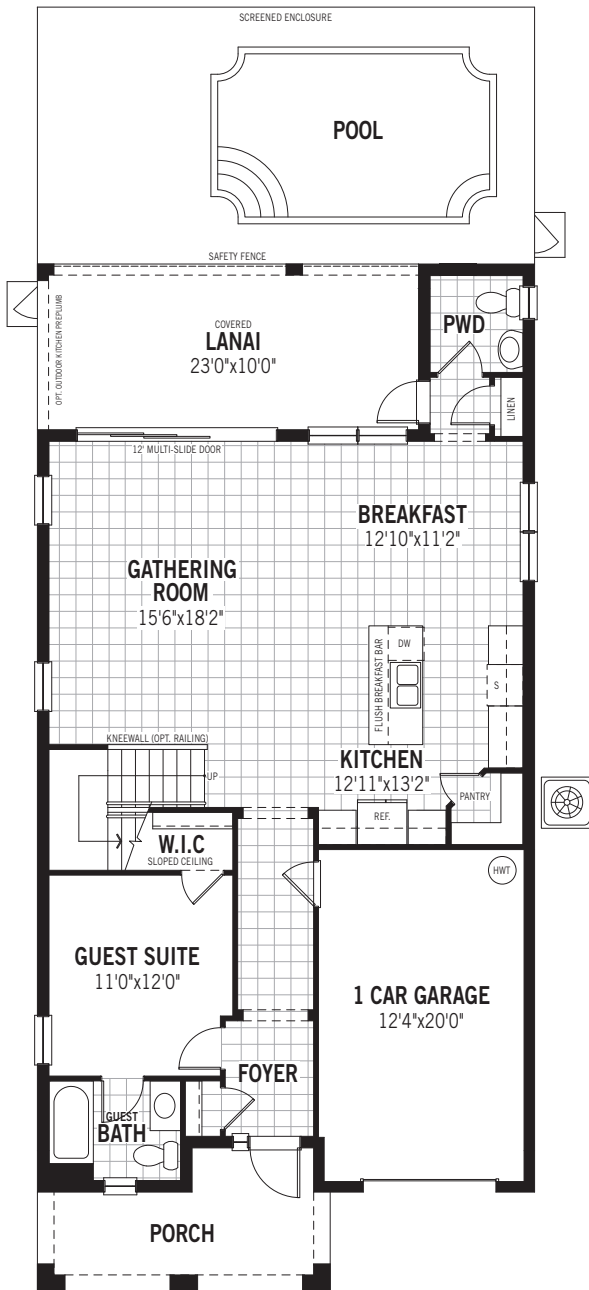 SCREENED ENCLOSURE
POOL
SAFETY FENCE
OPT. OUTDOOR KITCHEN PREPLUMB
COVERED
LANAI
23'0"x10'0"
PWD
LINEN
12' MULTI-SLIDE DOOR
BREAKFAST
12'10"x11'2"
GATHERING
ROOM
15'6"x18'2"
FLUSH BREAKFAST BAR
DW
S
KNEEWALL (OPT. RAILING)
UP
KITCHEN
12'11"x13'2"
PANTRY
REF.
W.I.C
SLOPED CEILING
HWT
GUEST SUITE
11'0"x12'0"
1 CAR GARAGE
12'4"x20'0"
FOYER
GUEST
BATH
PORCH